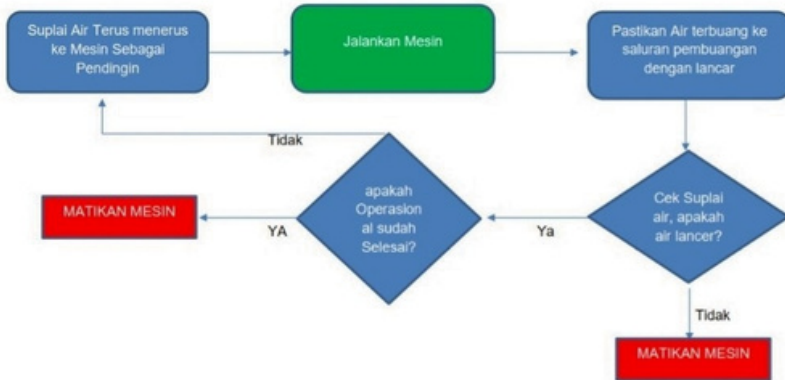 Suplai Air Terus menerus
ke Mesin Sebagai
Pendingin
Jalankan Mesin
Pastikan Air terbuang ke
saluran pembuangan
dengan lancar
Cek Suplai
air, apakah
air lancer?
Ya
Tidak
MATIKAN MESIN
apakah
Operasion
al sudah
Selesai?
YA
MATIKAN MESIN
Tidak